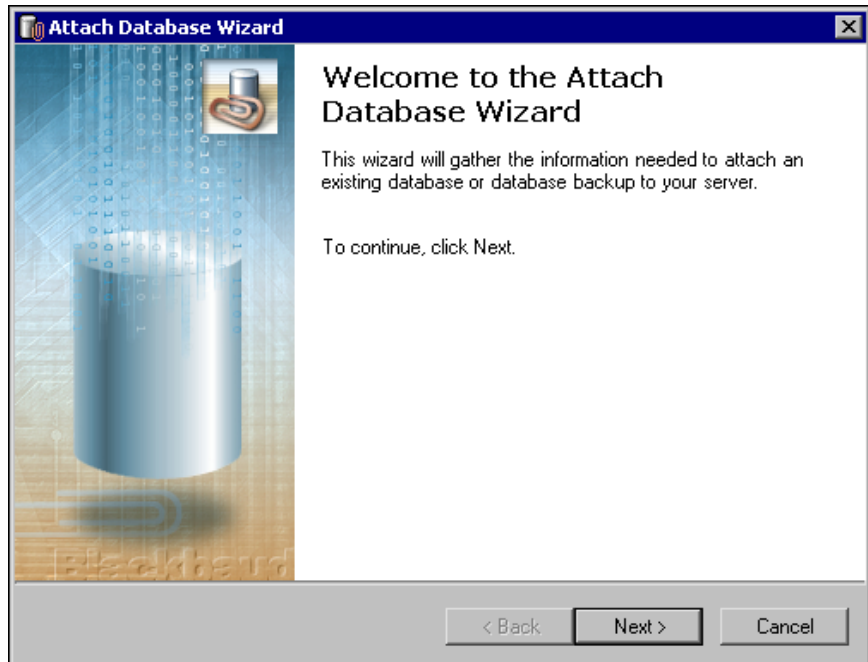 Attach Database Wizard
Welcome to the Attach
Database Wizard
This wizard will gather the information needed to attach an
existing database or database backup to your server.
To continue, click Next.
Blackbaud
< Back
Next >
Cancel